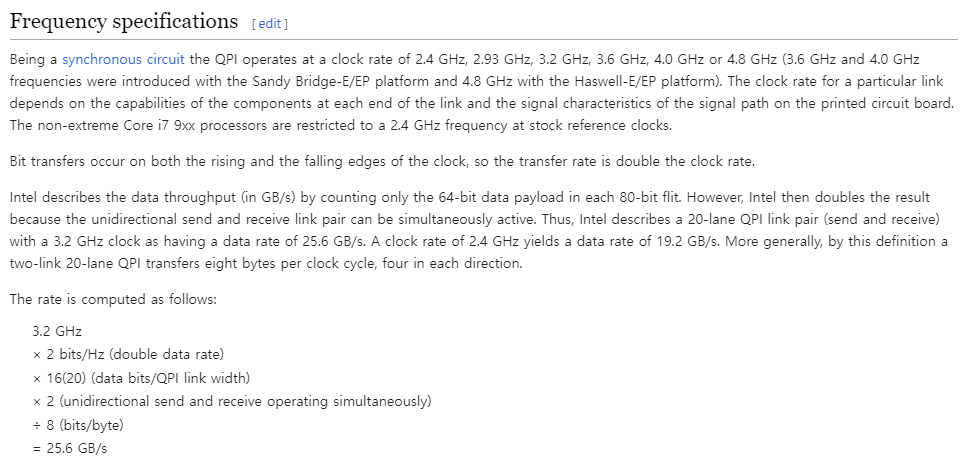 Frequency specifications [edit]
Being a synchronous circuit the QPI operates at a clock rate of 2.4 GHz, 2.93 GHz, 3.2 GHz, 3.6 GHz, 4.0 GHz or 4.8 GHz (3.6 GHz and 4.0 GHz
frequencies were introduced with the Sandy Bridge-E/EP platform and 4.8 GHz with the Haswell-E/EP platform). The clock rate for a particular link
depends on the capabilities of the components at each end of the link and the signal characteristics of the signal path on the printed circuit board.
The non-extreme Core i7 9xx processors are restricted to a 2.4 GHz frequency at stock reference clocks.
Bit transfers occur on both the rising and the falling edges of the clock, so the transfer rate is double the clock rate.
Intel describes the data throughput (in GB/s) by counting only the 64-bit data payload in each 80-bit flit. However, Intel then doubles the result
because the unidirectional send and receive link pair can be simultaneously active. Thus, Intel describes a 20-lane QPI link pair (send and receive)
with a 3.2 GHz clock as having a data rate of 25.6 GB/s. A clock rate of 2.4 GHz yields a data rate of 19.2 GB/s. More generally, by this definition a
two-link 20-lane QPI transfers eight bytes per clock cycle, four in each direction.
The rate is computed as follows:
3.2 GHz
× 2 bits/Hz (double data rate)
× 16(20) (data bits/QPI link width)
× 2 (unidirectional send and receive operating simultaneously)
÷ 8 (bits/byte)
= 25.6 GB/s